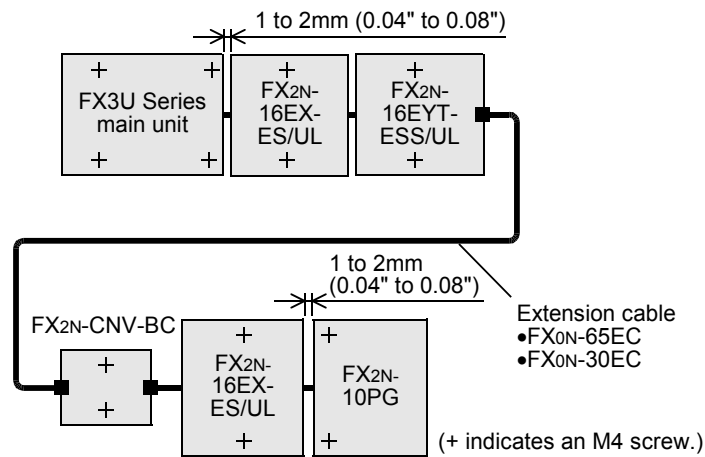 1 to 2mm (0.04" to 0.08")
FX3U Series
main unit
FX2N-
16EX-
ES/UL
FX2N-
16EYT-
ESS/UL
1 to 2mm
(0.04" to 0.08")
Extension cable
•FX0N-65EC
•FX0N-30EC
FX2N-CNV-BC
FX2N-
16EX-
ES/UL
FX2N-
10PG
(+ indicates an M4 screw.)